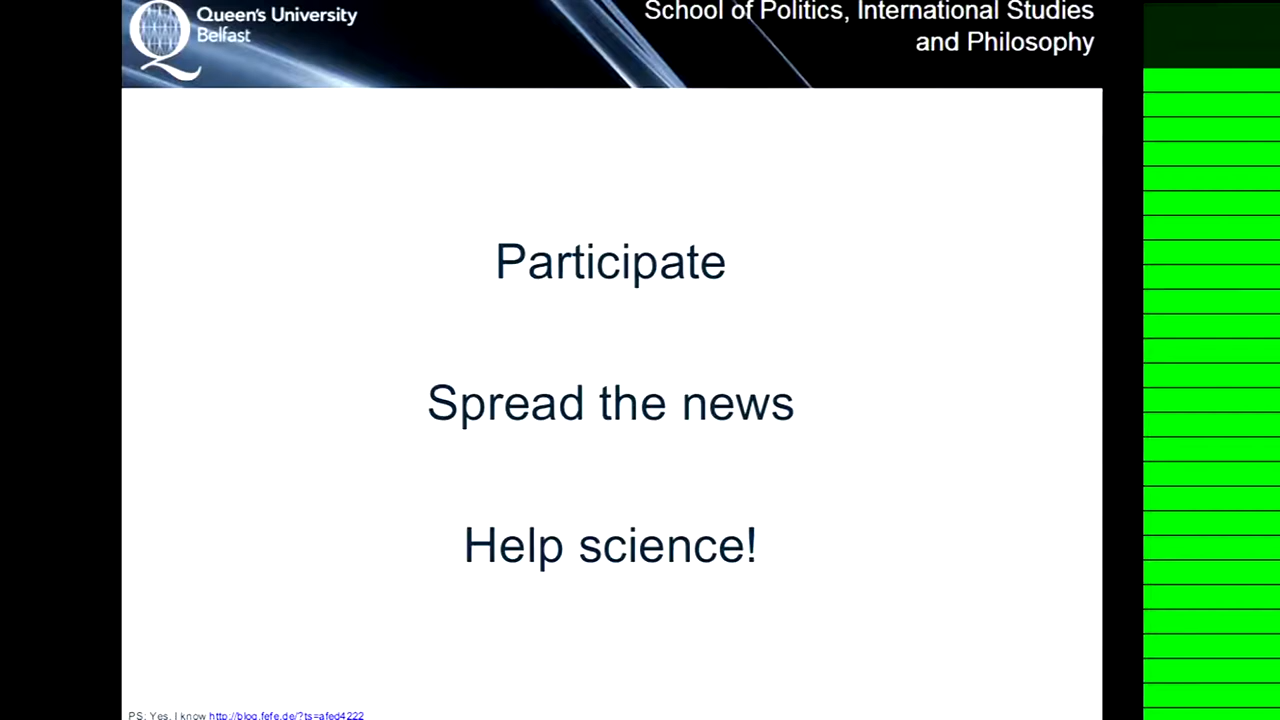 Queen's University
Belfast
School of Politics, International Studies
and Philosophy
Participate
Spread the news
Help science!
PS: Yes, I know http://blog.fefe.de/?ts=afed4222